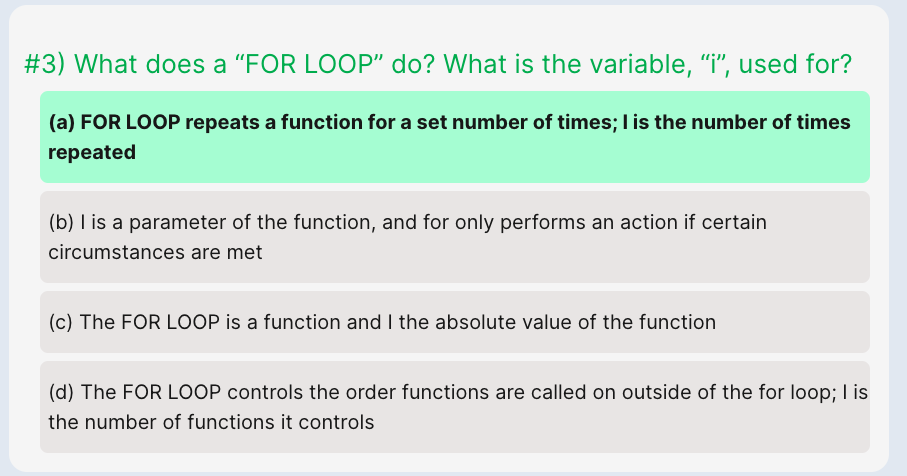 #3) What does a “FOR LOOP” do? What is the variable, “i”, used for?
(a) FOR LOOP repeats a function for a set number of times; I is the number of times
repeated
(b) I is a parameter of the function, and for only performs an action if certain
circumstances are met
(c) The FOR LOOP is a function and I the absolute value of the function
(d) The FOR LOOP controls the order functions are called on outside of the for loop; I is
the number of functions it controls